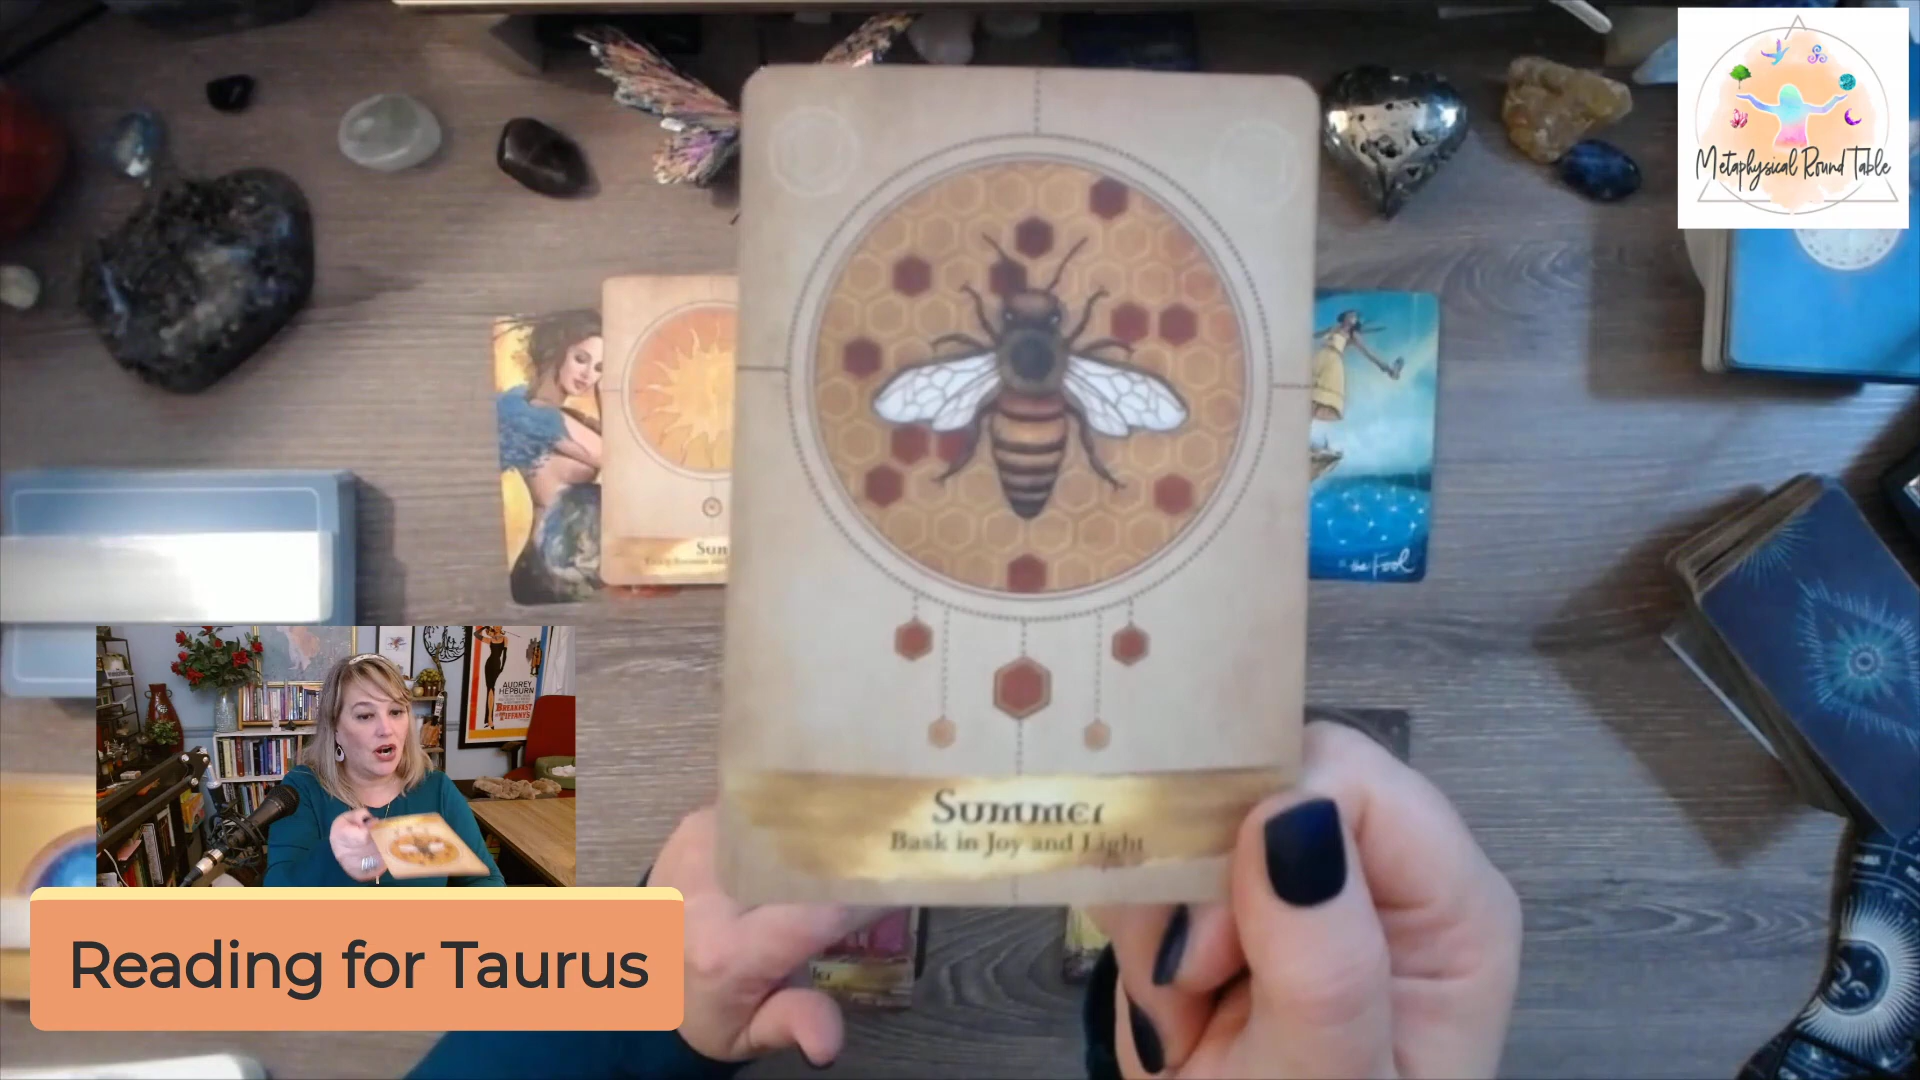 Metaphysical Round Table
Sun
the Fool
AUDREY
HEPBURN
BREAKFAST
TIFFANY'S
Summer
Bask in Joy and Light
Reading for Taurus